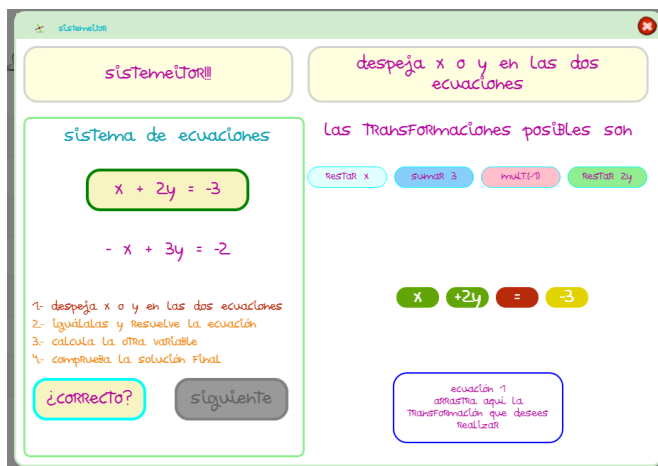 sistemeitor
sistemeitor!!!
despeja x o y en las dos
ecuaciones
sistema de ecuaciones
x + 2y = -3
- x + 3y = -2
1.- despeja x o y en las dos ecuaciones
2.- iguálalas y resuelve la ecuación
3.- calcula la otra variable
4.- comprueba la solución final
¿correcto?
siguiente
las transformaciones posibles son
restar x
sumar 3
mult.(-1)
restar 2y
x +2y = -3
ecuación 1
arrastra aquí la
transformación que desees
realizar